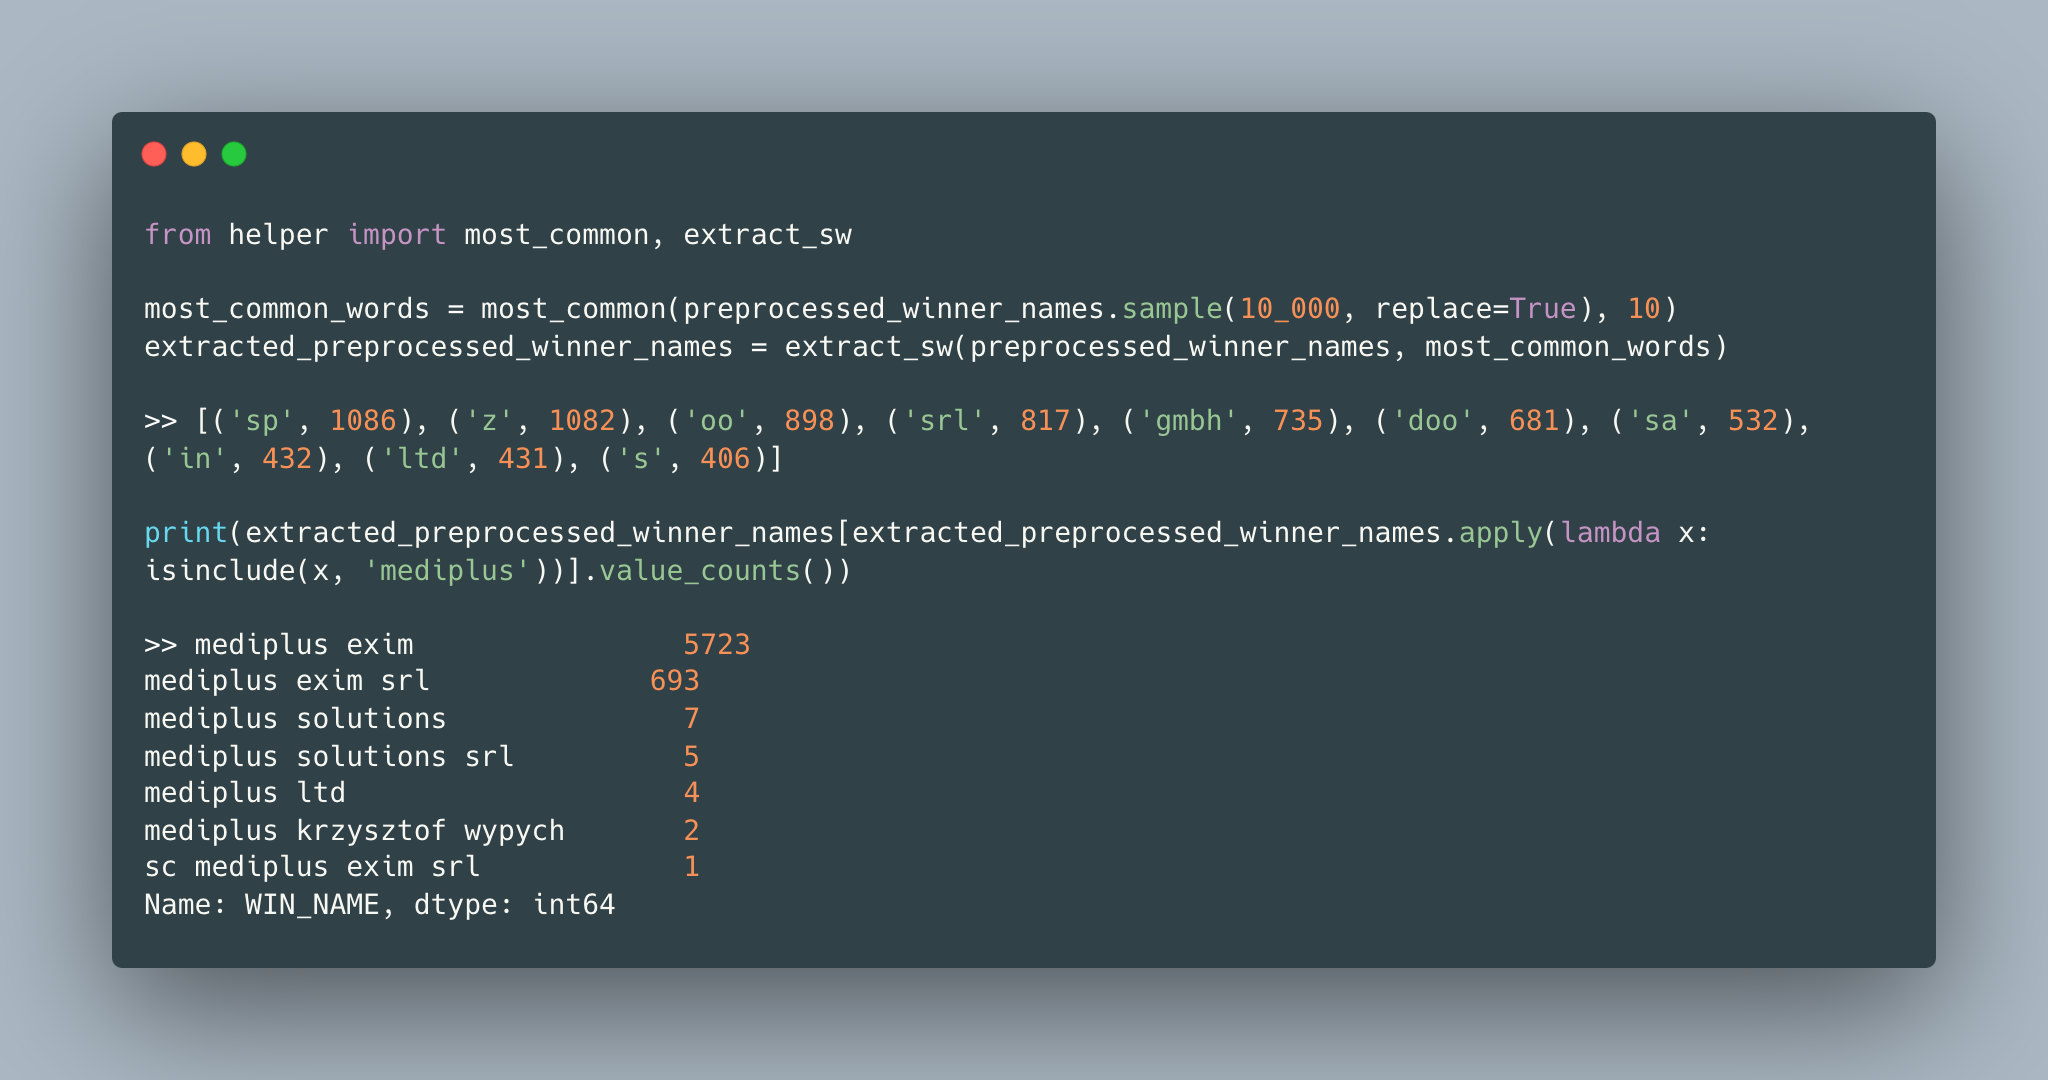 from helper import most_common, extract_sw
most_common_words = most_common(preprocessed_winner_names.sample(10_000, replace=True), 10)
extracted_preprocessed_winner_names = extract_sw(preprocessed_winner_names, most_common_words)
>> [('sp', 1086), ('z', 1082), ('oo', 898), ('srl', 817), ('gmbh', 735), ('doo', 681), ('sa', 532),
('in', 432), ('ltd', 431), ('s', 406)]
print(extracted_preprocessed_winner_names[extracted_preprocessed_winner_names.apply(lambda x:
isinclude(x, 'mediplus'))].value_counts())
>> mediplus exim                5723
mediplus exim srl             693
mediplus solutions              7
mediplus solutions srl          5
mediplus ltd                    4
mediplus krzysztof wypych       2
sc mediplus exim srl            1
Name: WIN_NAME, dtype: int64